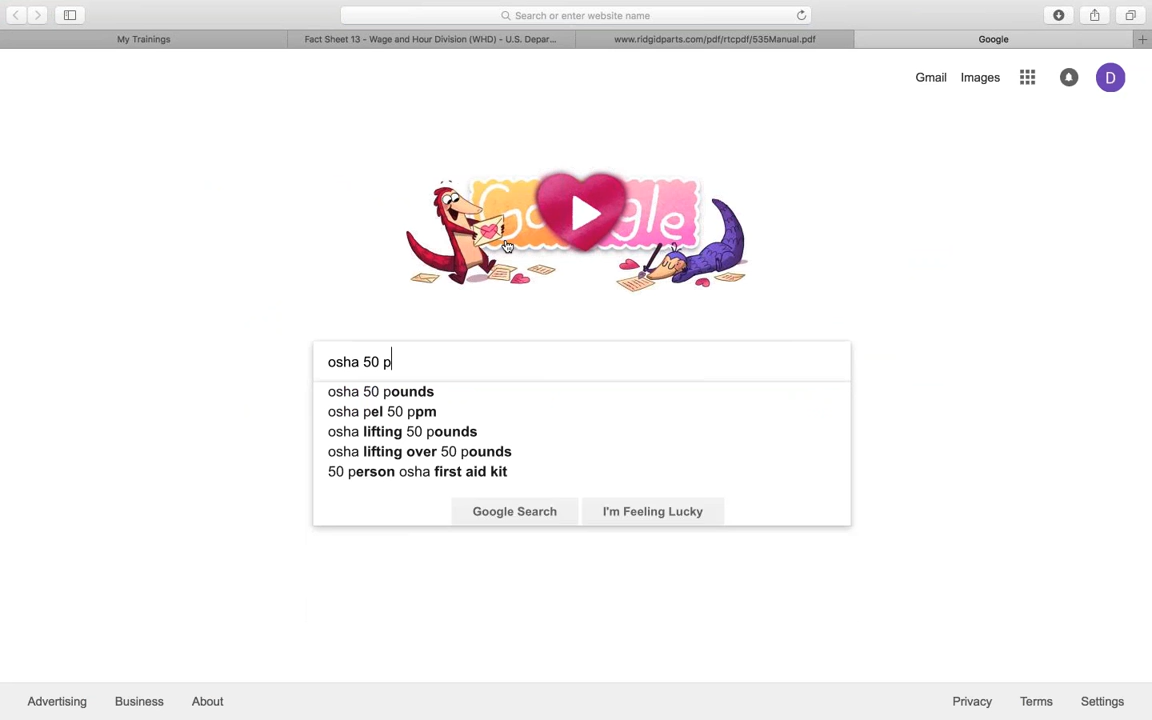 Search or enter website name
My Trainings
Fact Sheet 13 - Wage and Hour Division (WHD) - U.S. Depar...
www.ridgidparts.com/pdf/rtcpdf/535Manual.pdf
Google
Gmail
Images
D
Google
osha 50 p
osha 50 pounds
osha pel 50 ppm
osha lifting 50 pounds
osha lifting over 50 pounds
50 person osha first aid kit
Google Search
I'm Feeling Lucky
Advertising
Business
About
Privacy
Terms
Settings